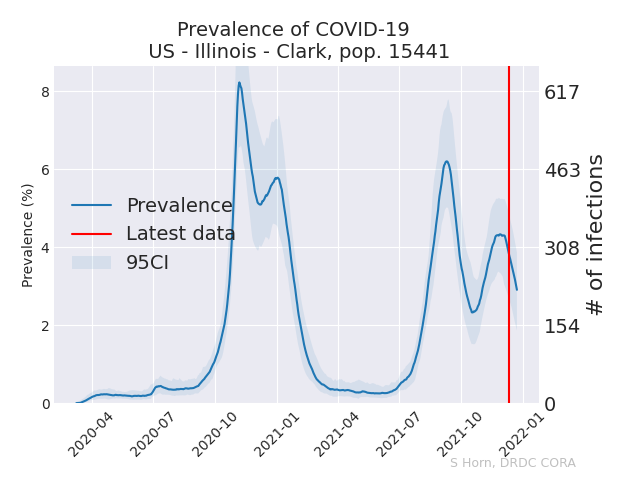 Prevalence of COVID-19
US - Illinois - Clark, pop. 15441
8
6
4
2
0
Prevalence (%)
617
463
308
154
0
# of infections
Prevalence
Latest data
95CI
2020-04
2020-07
2020-10
2021-01
2021-04
2021-07
2021-10
2022-01
S Horn, DRDC CORA